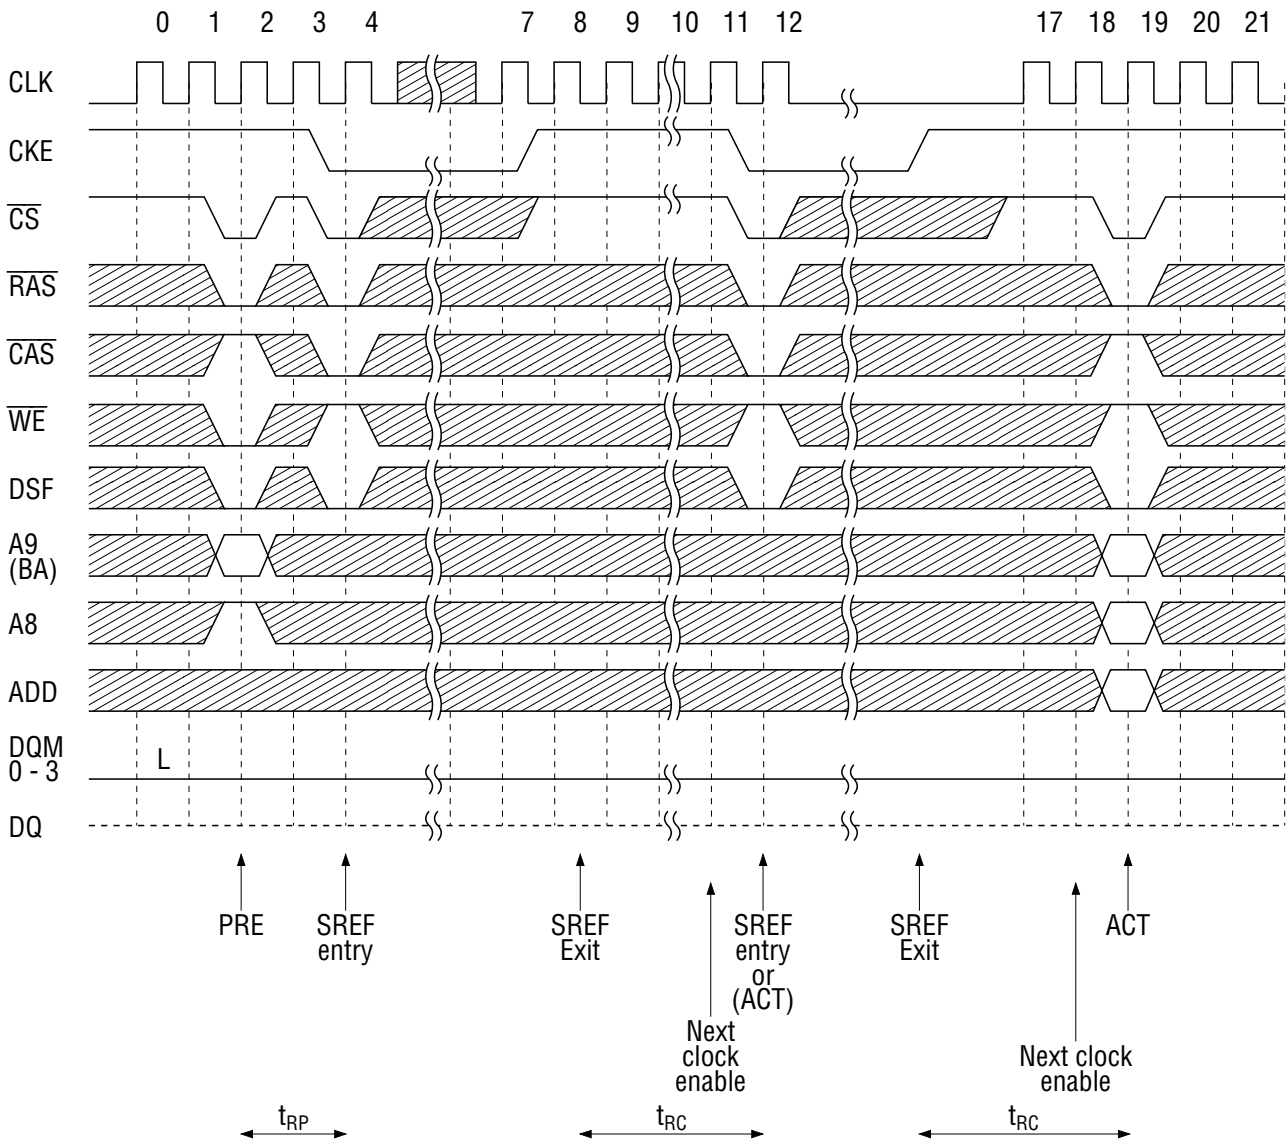 0 1 2 3 4 7 8 9 10 11 12 17 18 19 20 21
CLK
CKE
CS
RAS
CAS
WE
DSF
A9
(BA)
A8
ADD
DQM
0 - 3
L
DQ
PRE
SREF
entry
SREF
Exit
SREF
entry
or
(ACT)
SREF
Exit
ACT
Next
clock
enable
Next clock
enable
tRP
tRC
tRC